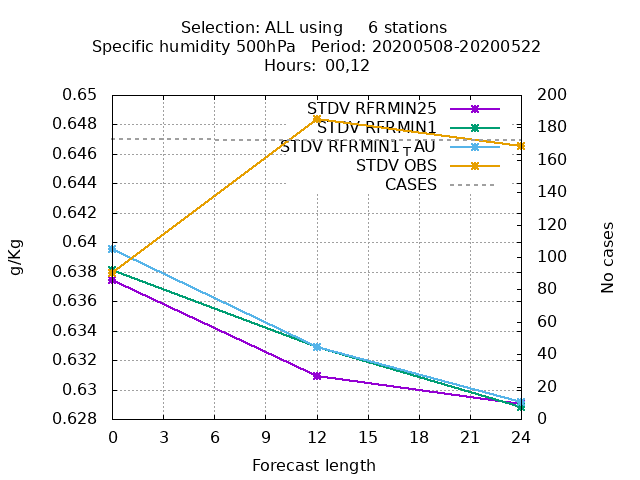 Selection: ALL using 6 stations
Specific humidity 500hPa Period: 20200508-20200522
Hours: 00,12
0.65
0.648
0.646
0.644
0.642
0.64
0.638
0.636
0.634
0.632
0.63
0.628
g/Kg
STDV RFRMIN25
STDV RFRMIN1
STDV RFRMIN1_AU
STDV OBS
CASES
200
180
160
140
120
100
80
60
40
20
0
No cases
0 3 6 9 12 15 18 21 24
Forecast length